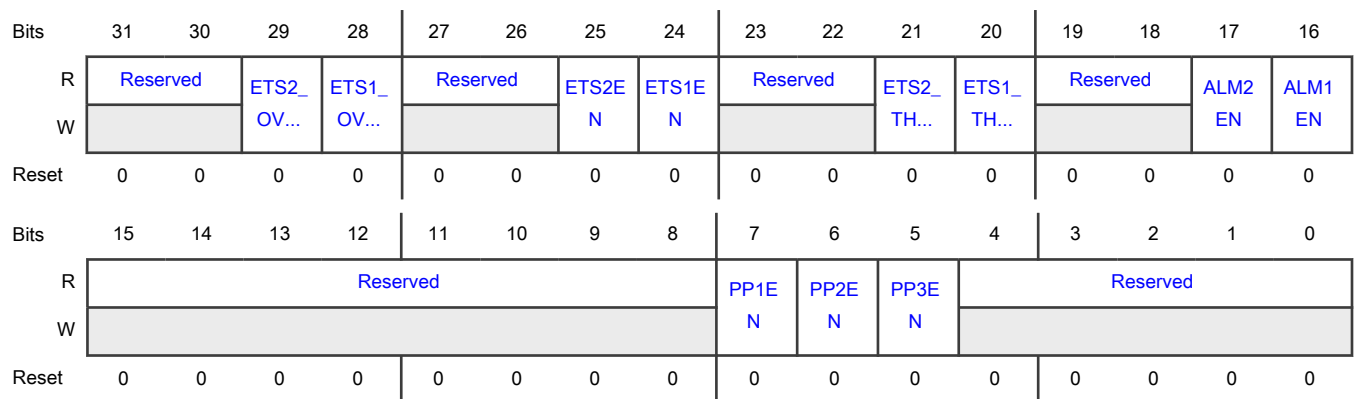 Bits 31 30 29 28 27 26 25 24 23 22 21 20 19 18 17 16
R Reserved ETS2_ ETS1_ Reserved ETS2E ETS1E Reserved ETS2_ ETS1_ Reserved ALM2 ALM1
W OV... OV... N N TH... TH... EN EN
Reset 0 0 0 0 0 0 0 0 0 0 0 0 0 0 0 0
Bits 15 14 13 12 11 10 9 8 7 6 5 4 3 2 1 0
R Reserved PP1E PP2E PP3E Reserved
W N N N
Reset 0 0 0 0 0 0 0 0 0 0 0 0 0 0 0 0